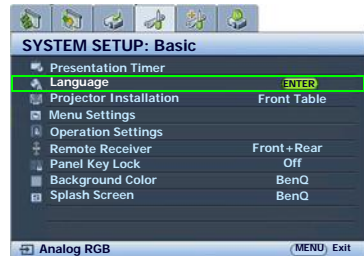 SYSTEM SETUP: Basic
Presentation Timer
Language ENTER
Projector Installation Front Table
Menu Settings
Operation Settings
Remote Receiver Front+Rear
Panel Key Lock Off
Background Color BenQ
Splash Screen BenQ
Analog RGB MENU Exit